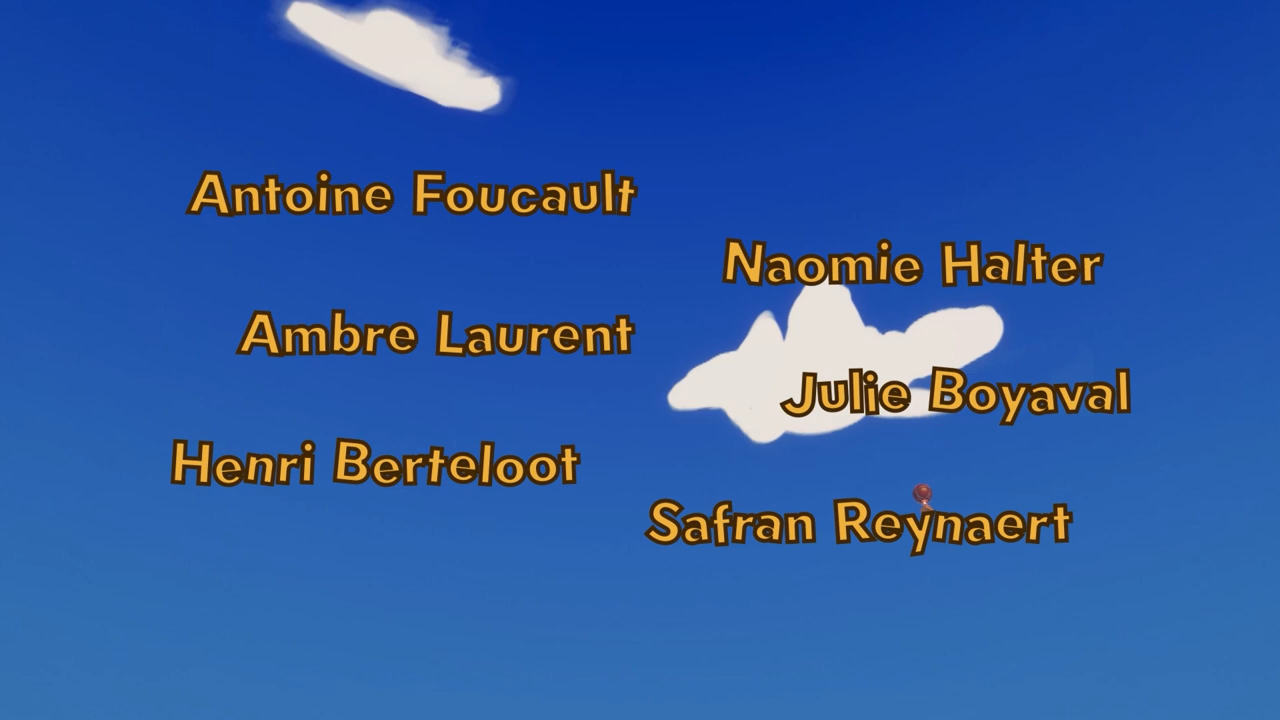 Antoine Foucault
Naomie Halter
Ambre Laurent
Julie Boyaval
Henri Berteloot
Safran Reynaert